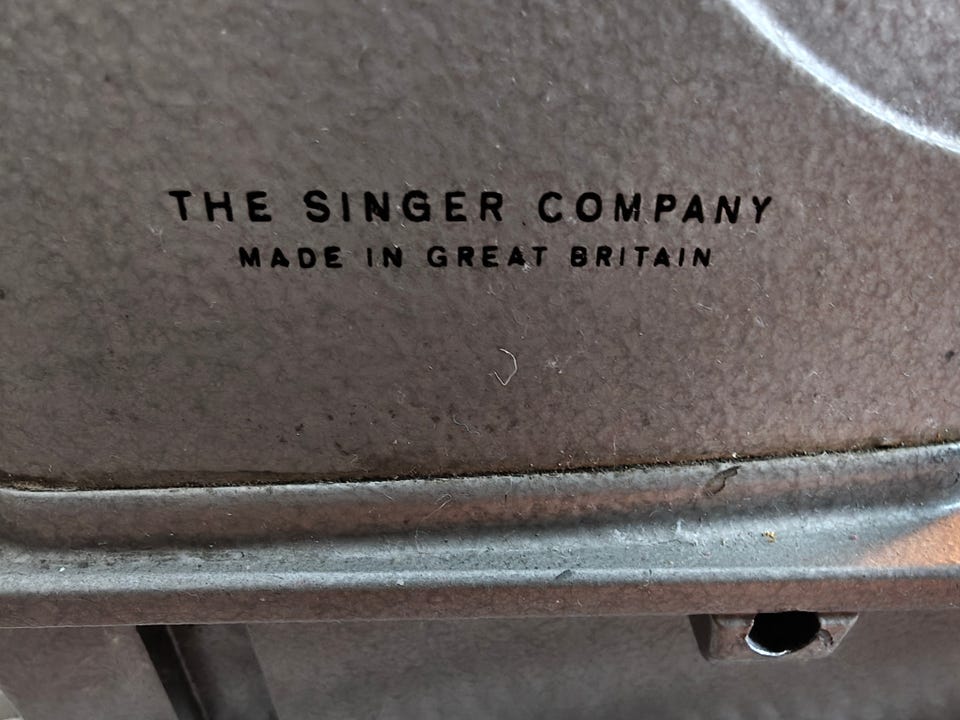 THE SINGER COMPANY
MADE IN GREAT BRITAIN